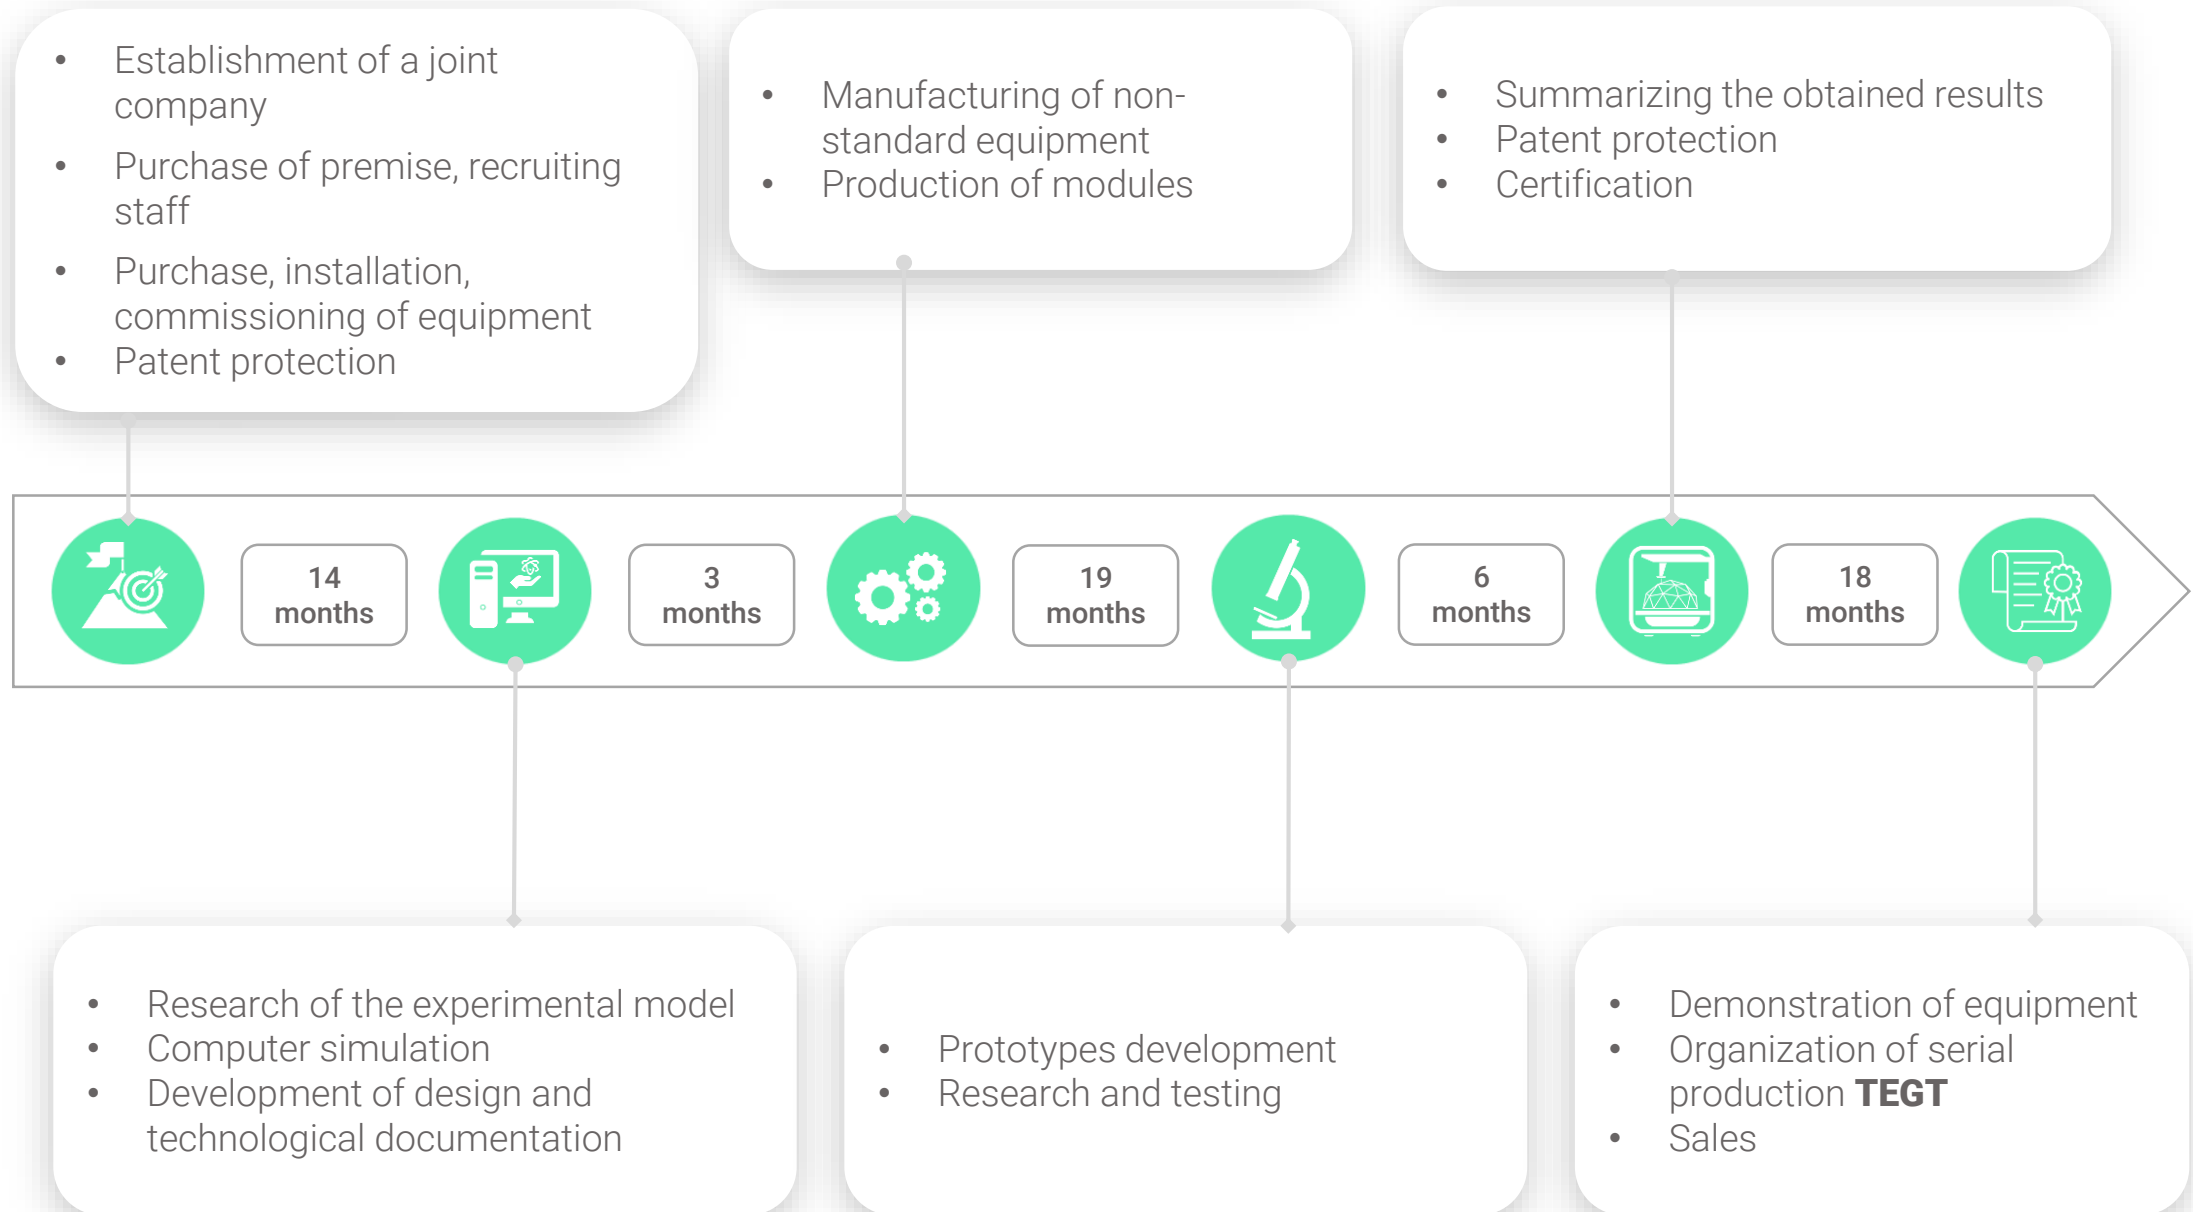 • Establishment of a joint
company
• Purchase of premise, recruiting
staff
• Purchase, installation,
commissioning of equipment
• Patent protection
• Manufacturing of non-
standard equipment
• Production of modules
• Summarizing the obtained results
• Patent protection
• Certification
14
months
3
months
19
months
6
months
18
months
• Research of the experimental model
• Computer simulation
• Development of design and
technological documentation
• Prototypes development
• Research and testing
• Demonstration of equipment
• Organization of serial
production TEGT
• Sales